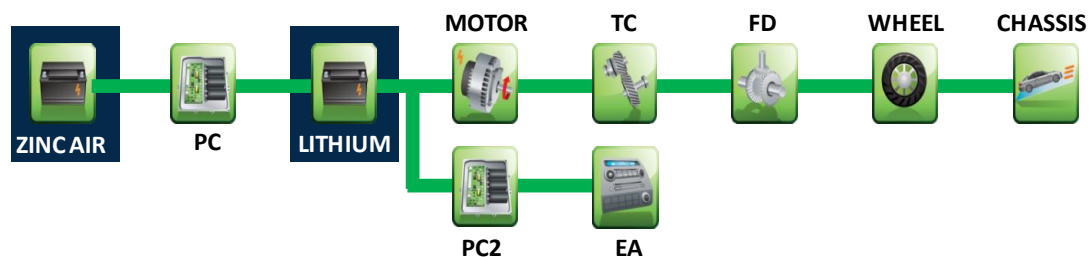 MOTOR TC FD WHEEL CHASSIS
ZINC AIR PC LITHIUM
PC2 EA